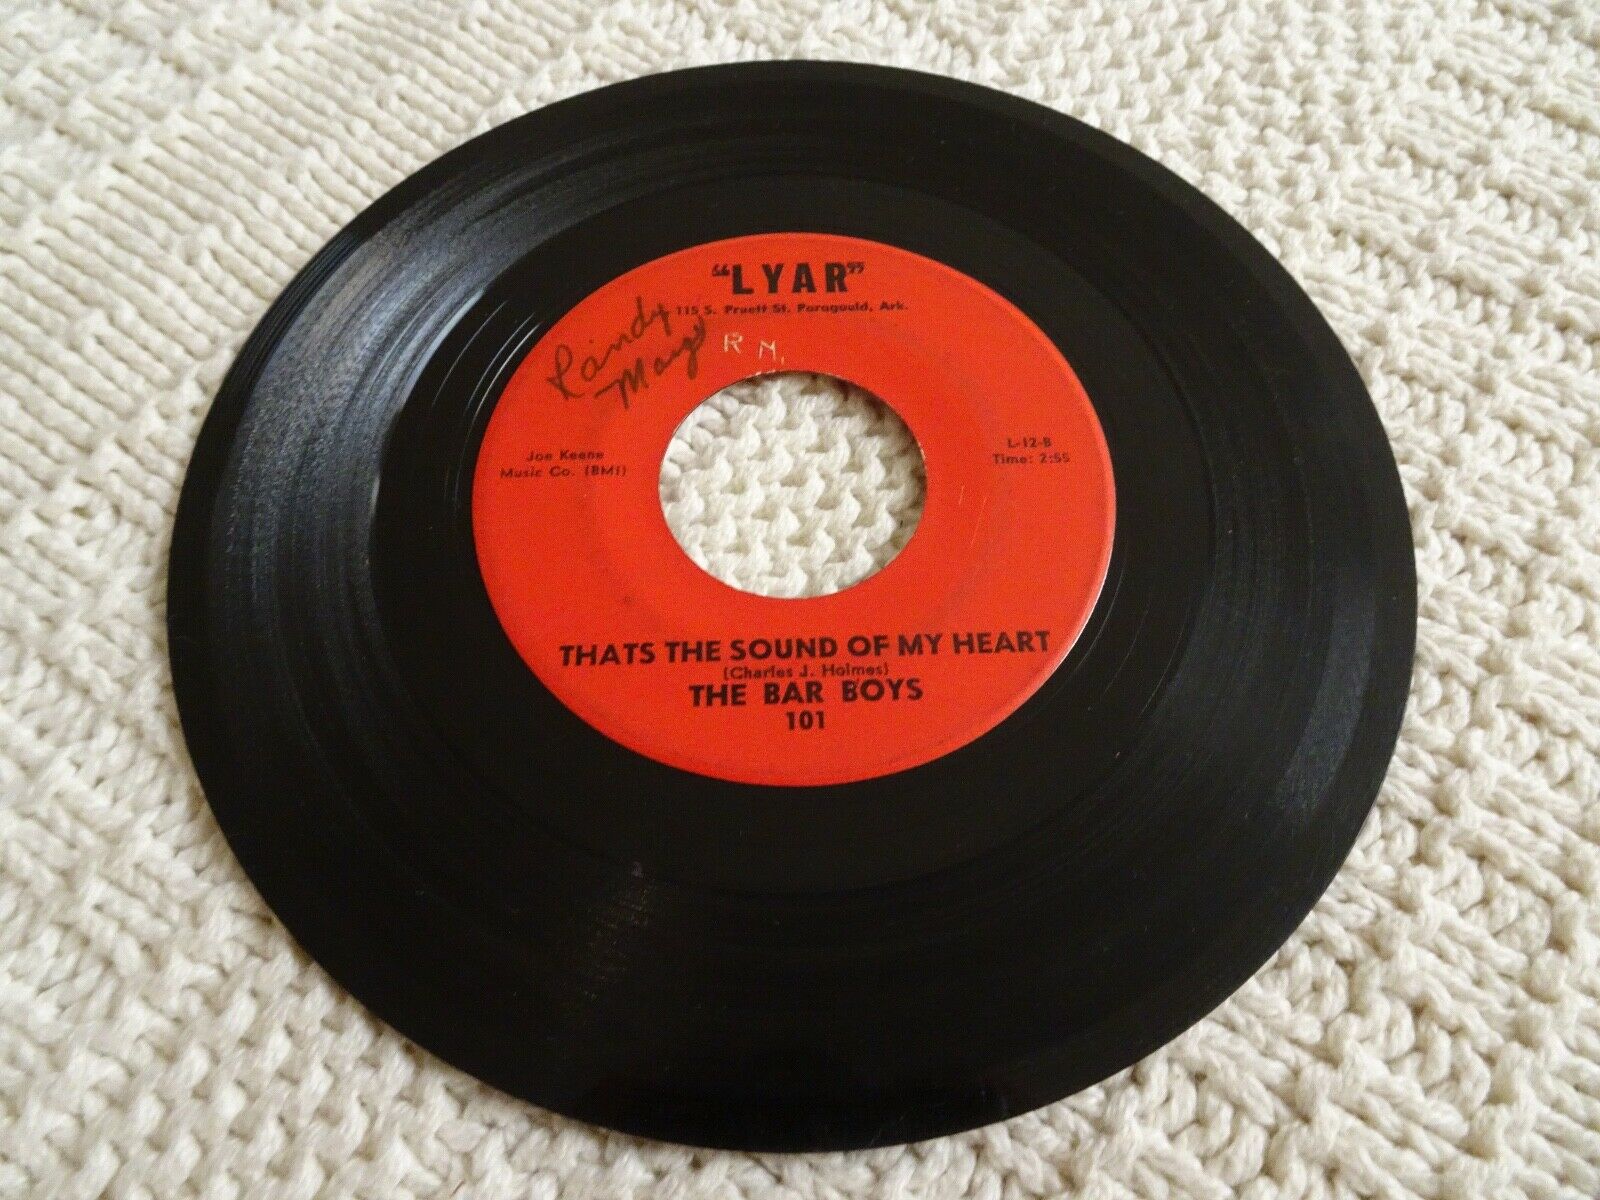 “LYAR”
115 S. Pruett St. Paragould, Ark.
Randy
R M.
Joe Keene
Music Co. (BMI)
L-12-B
Time: 2:55
THATS THE SOUND OF MY HEART
(Charles J. Holmes)
THE BAR BOYS
101